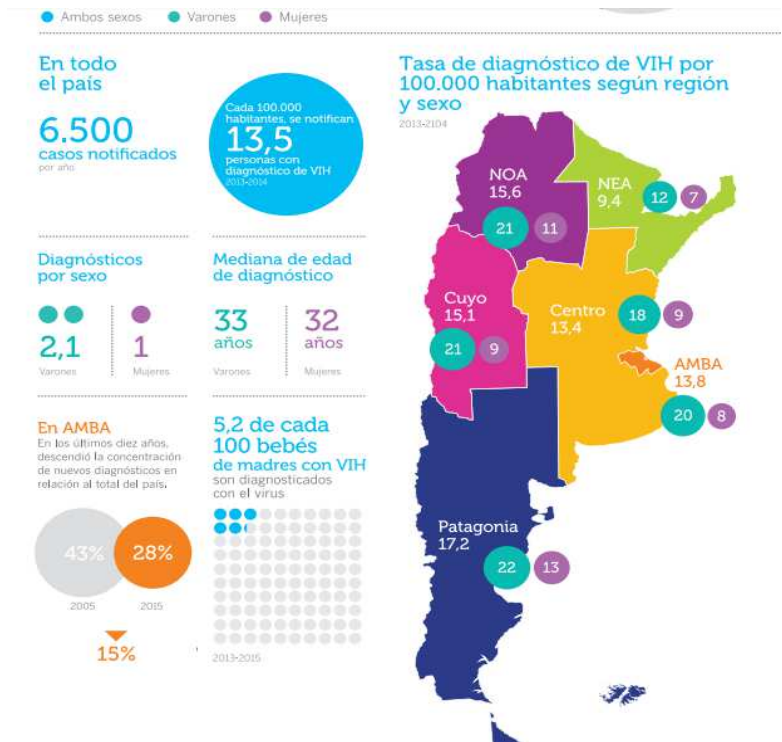 Ambos sexos
Varones
Mujeres
En todo
el país
6.500
casos notificados
por año
Cada 100.000
habitantes, se notifican
13,5
personas con
diagnóstico de VIH
2013-2014
Diagnósticos
por sexo
2,1
Varones
1
Mujeres
Mediana de edad
de diagnóstico
33
años
Varones
32
años
Mujeres
En AMBA
En los últimos diez años,
descendió la concentración
de nuevos diagnósticos en
relación al total del país.
43%
28%
2005
2015
15%
5,2 de cada
100 bebés
de madres con VIH
son diagnosticados
con el virus
2013-2015
Tasa de diagnóstico de VIH por
100.000 habitantes según región
y sexo
2013-2104
NOA
15,6
21
11
NEA
9,4
12
7
Cuyo
15,1
21
9
Centro
13,4
18
9
AMBA
13,8
20
8
Patagonia
17,2
22
13